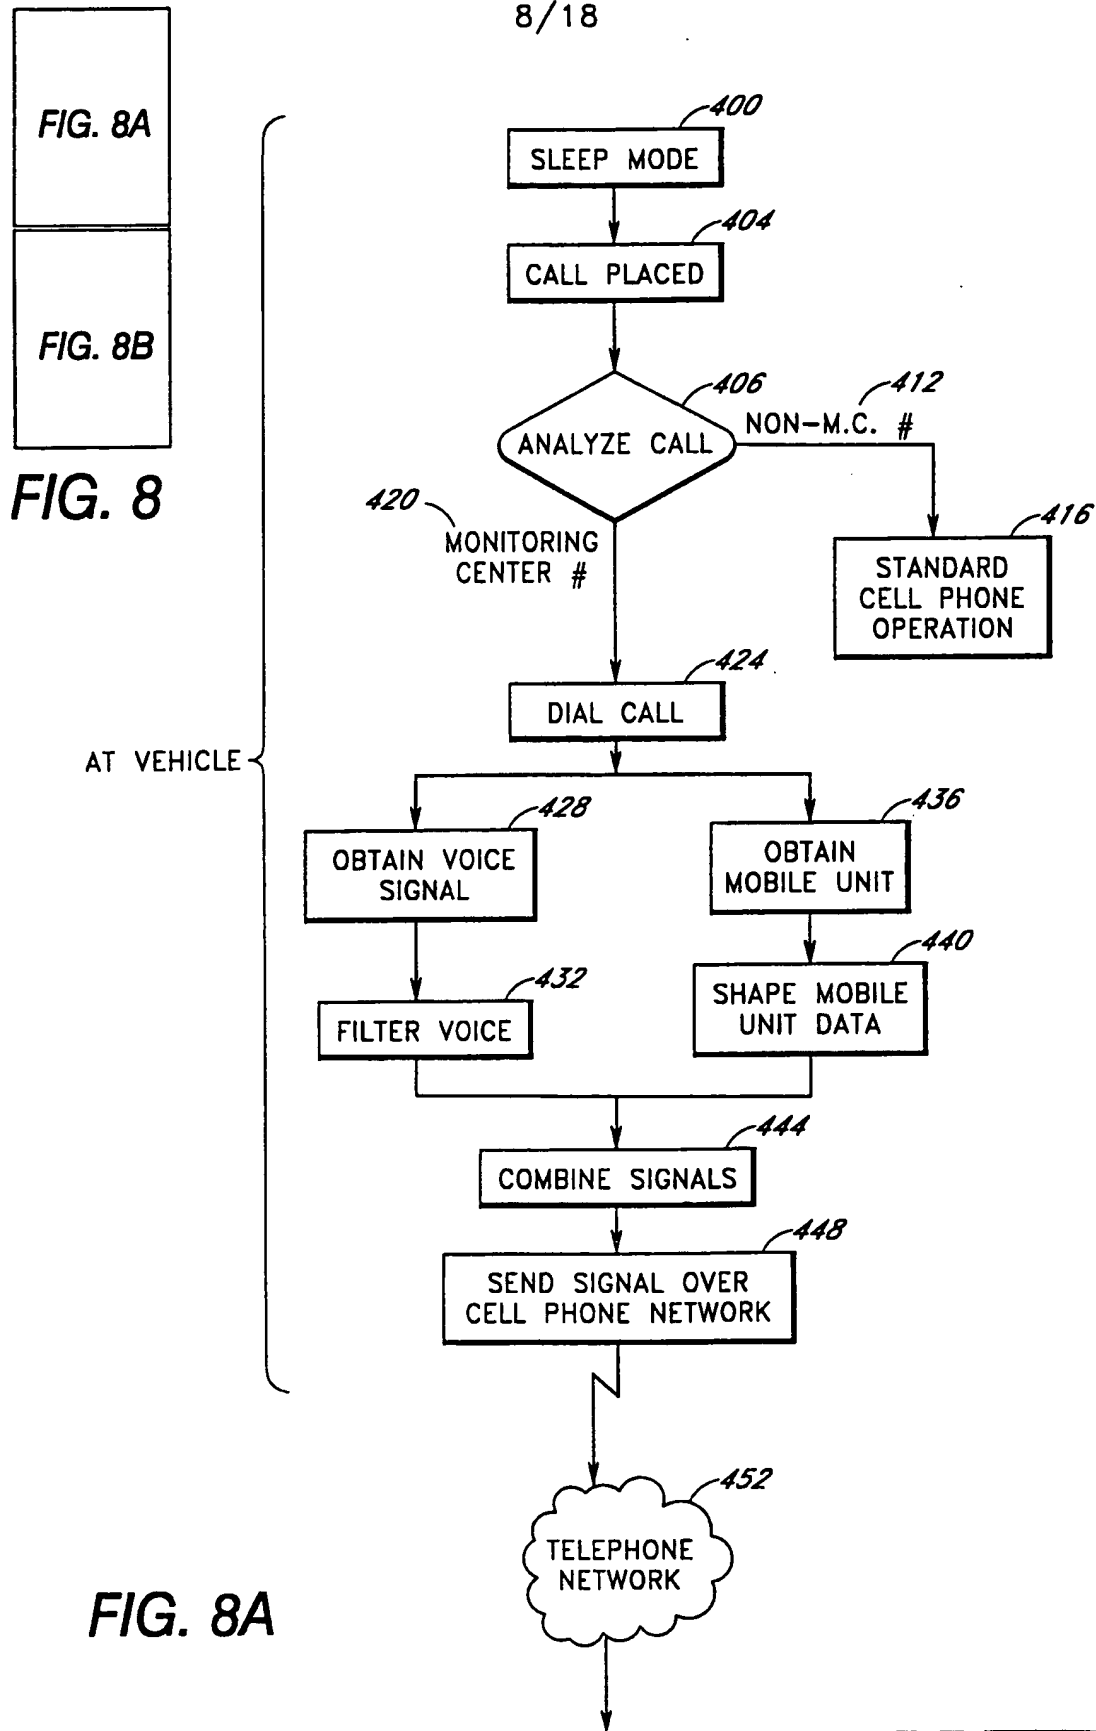 8/18
FIG. 8A
FIG. 8B
FIG. 8
400
SLEEP MODE
404
CALL PLACED
406
ANALYZE CALL
412
NON-M.C. #
416
STANDARD
CELL PHONE
OPERATION
420
MONITORING
CENTER #
424
DIAL CALL
AT VEHICLE
428
OBTAIN VOICE
SIGNAL
436
OBTAIN
MOBILE UNIT
432
FILTER VOICE
440
SHAPE MOBILE
UNIT DATA
444
COMBINE SIGNALS
448
SEND SIGNAL OVER
CELL PHONE NETWORK
452
TELEPHONE
NETWORK
FIG. 8A